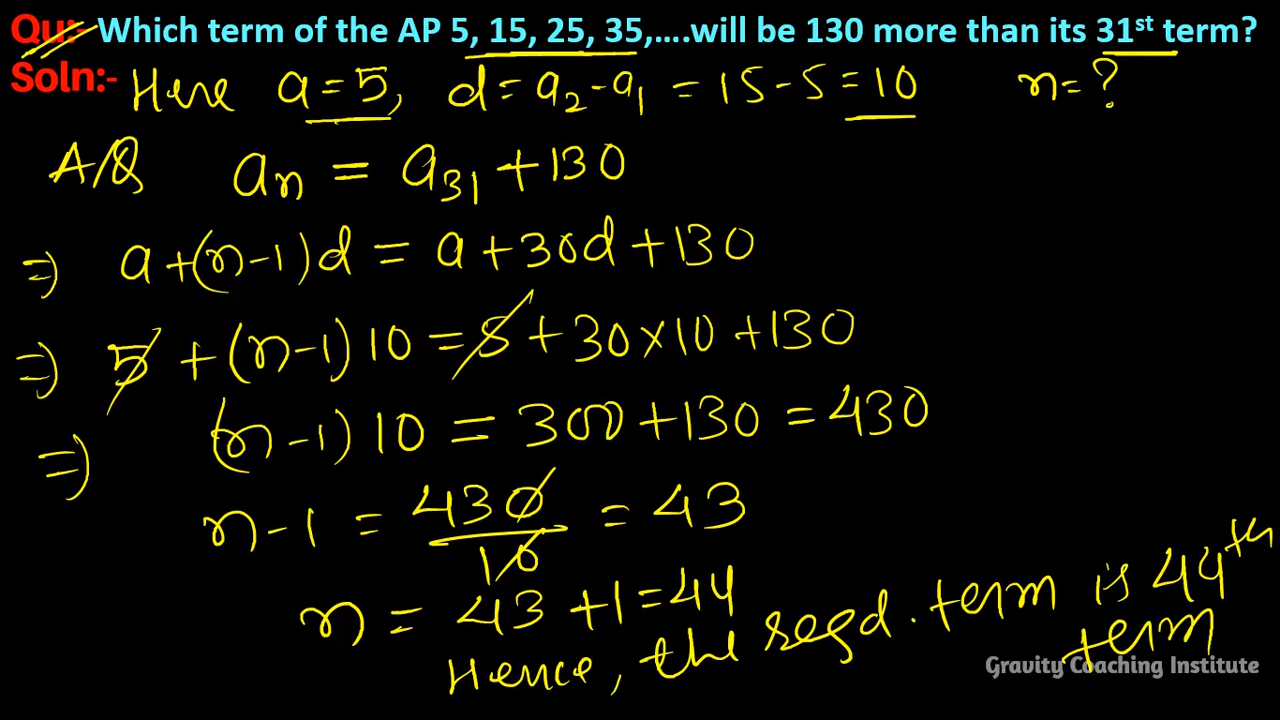 Qu:- Which term of the AP 5, 15, 25, 35,....will be 130 more than its 31st term?
Soln:- Here a = 5, d = a₂ - a₁ = 15 - 5 = 10 n = ?
A/Q an = a₃₁ + 130
⇒ a + (n-1)d = a + 30d + 130
⇒ 5 + (n-1)10 = 5 + 30×10 + 130
⇒ (n-1)10 = 300 + 130 = 430
n - 1 = 430/10 = 43
n = 43 + 1 = 44
Hence, the reqd. term is 44th term
Gravity Coaching Institute